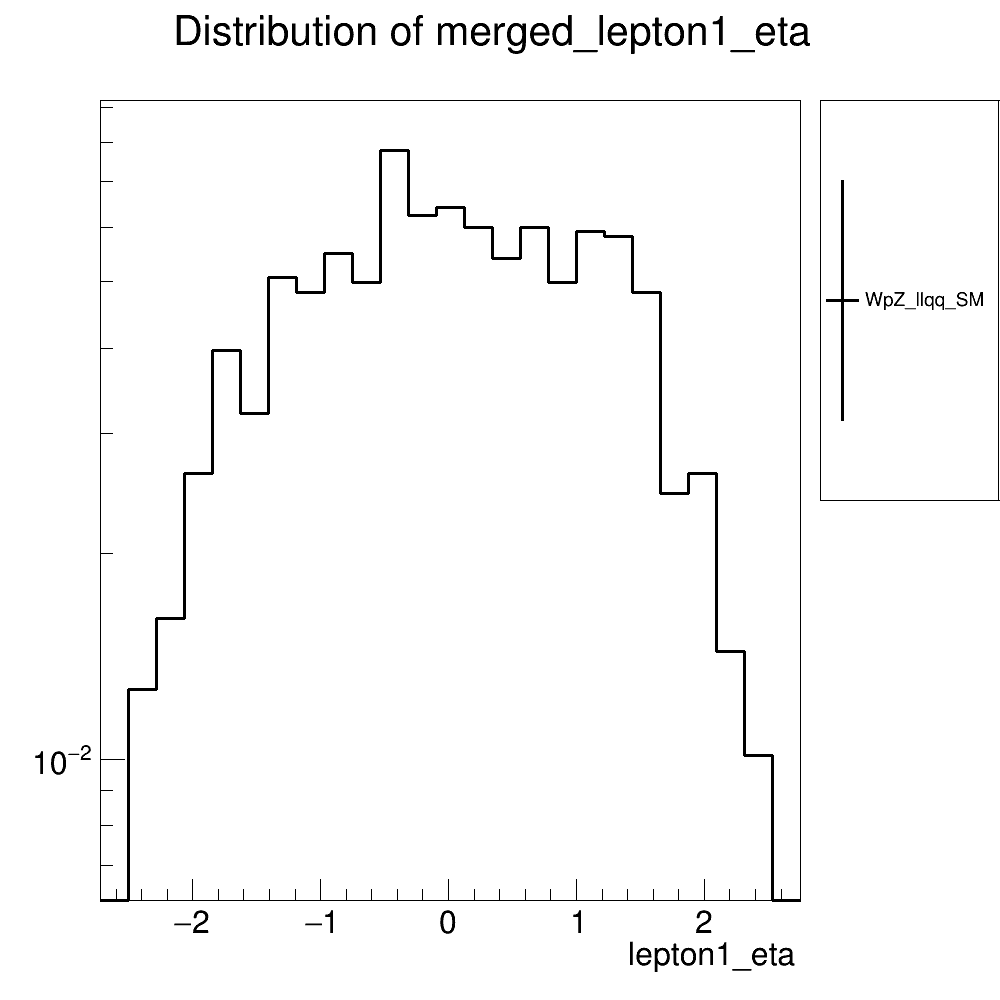 Distribution of merged_lepton1_eta
WpZ_llqq_SM
10⁻²
−2 −1 0 1 2
lepton1_eta